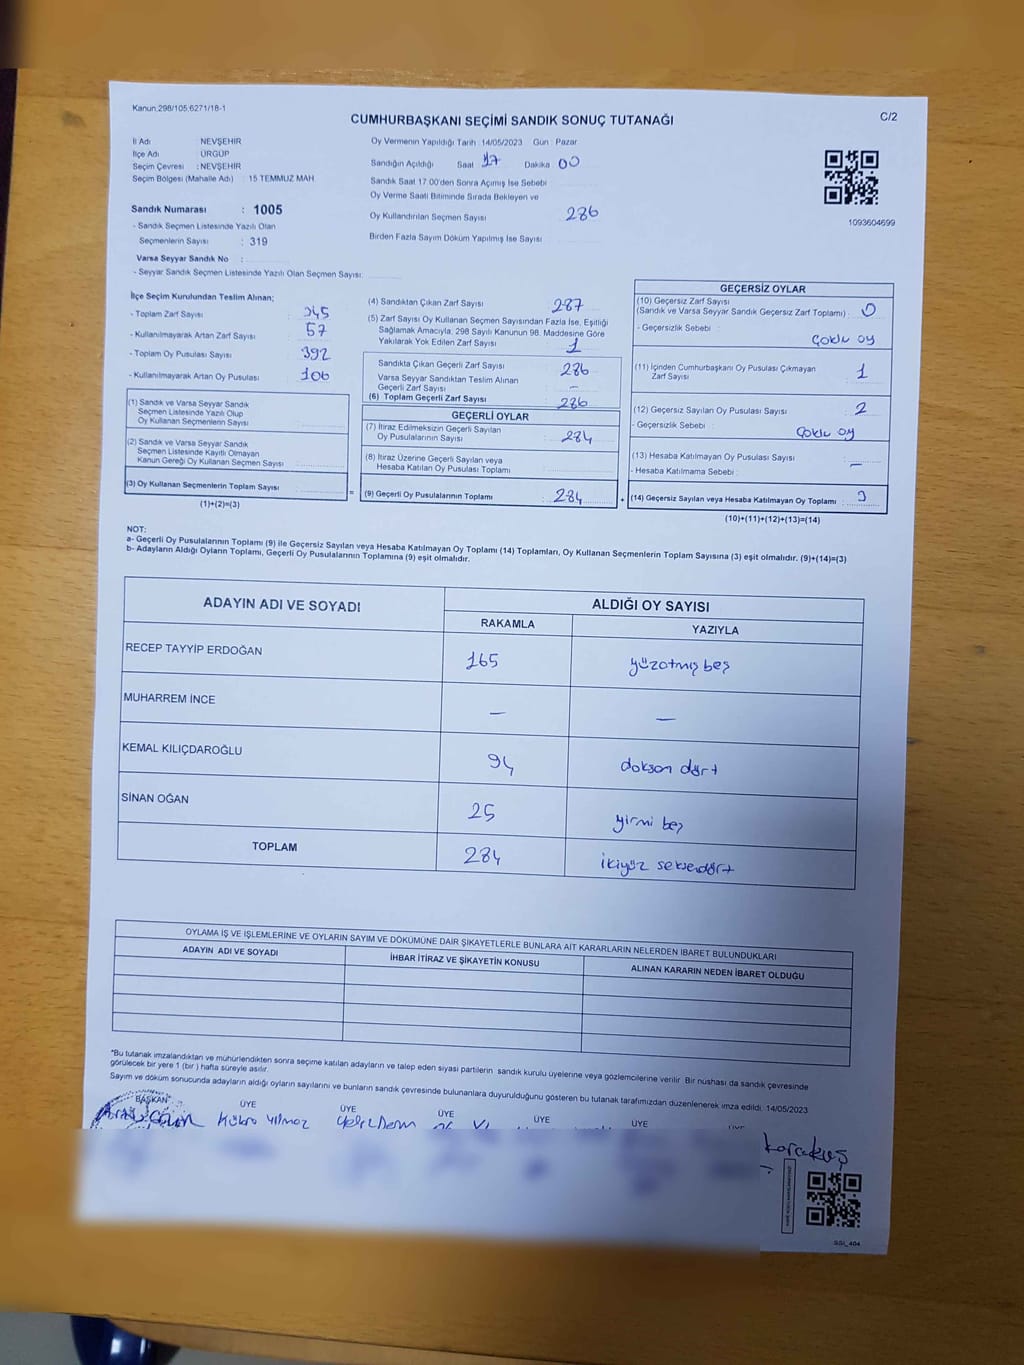 Kanun:298/105;6271/18-1
CUMHURBAŞKANI SEÇİMİ SANDIK SONUÇ TUTANAĞI
C/2
İl Adı : NEVŞEHİR
İlçe Adı : ÜRGÜP
Seçim Çevresi : NEVŞEHİR
Seçim Bölgesi (Mahalle Adı) : 15 TEMMUZ MAH
Sandık Numarası : 1005
- Sandık Seçmen Listesinde Yazılı Olan
Seçmenlerin Sayısı : 319
Varsa Seyyar Sandık No :
- Seyyar Sandık Seçmen Listesinde Yazılı Olan Seçmen Sayısı:
Oy Vermenin Yapıldığı Tarih :14/05/2023 Gün : Pazar
Sandığın Açıldığı Saat 17 Dakika 00
Sandık Saat 17:00'den Sonra Açılmış İse Sebebi
Oy Verme Saati Bitiminde Sırada Bekleyen ve
Oy Kullandırılan Seçmen Sayısı 286
Birden Fazla Sayım Döküm Yapılmış İse Sayısı
1093604699
İlçe Seçim Kurulundan Teslim Alınan;
- Toplam Zarf Sayısı : 345
- Kullanılmayarak Artan Zarf Sayısı : 57
- Toplam Oy Pusulası Sayısı : 392
- Kullanılmayarak Artan Oy Pusulası : 106
(1) Sandık ve Varsa Seyyar Sandık
Seçmen Listesinde Yazılı Olup
Oy Kullanan Seçmenlerin Sayısı :
(2) Sandık ve Varsa Seyyar Sandık
Seçmen Listesinde Kayıtlı Olmayan
Kanun Gereği Oy Kullanan Seçmen Sayısı :
(3) Oy Kullanan Seçmenlerin Toplam Sayısı :
(1)+(2)=(3)
=
(4) Sandıktan Çıkan Zarf Sayısı : 287
(5) Zarf Sayısı Oy Kullanan Seçmen Sayısından Fazla İse, Eşitliği
Sağlamak Amacıyla, 298 Sayılı Kanunun 98. Maddesine Göre
Yakılarak Yok Edilen Zarf Sayısı : 1
Sandıkta Çıkan Geçerli Zarf Sayısı : 286
Varsa Seyyar Sandıktan Teslim Alınan
Geçerli Zarf Sayısı : -
(6) Toplam Geçerli Zarf Sayısı : 286
GEÇERLİ OYLAR
(7) İtiraz Edilmeksizin Geçerli Sayılan
Oy Pusulalarının Sayısı : 284
(8) İtiraz Üzerine Geçerli Sayılan veya
Hesaba Katılan Oy Pusulası Toplamı :
(9) Geçerli Oy Pusulalarının Toplamı : 284
+
GEÇERSİZ OYLAR
(10) Geçersiz Zarf Sayısı
(Sandık ve Varsa Seyyar Sandık Geçersiz Zarf Toplamı) : 0
- Geçersizlik Sebebi :
Çoklu oy
(11) İçinden Cumhurbaşkanı Oy Pusulası Çıkmayan
Zarf Sayısı : 1
(12) Geçersiz Sayılan Oy Pusulası Sayısı : 2
- Geçersizlik Sebebi : Çoklu oy
(13) Hesaba Katılmayan Oy Pusulası Sayısı : -
- Hesaba Katılmama Sebebi :
(14) Geçersiz Sayılan veya Hesaba Katılmayan Oy Toplamı : 3
(10)+(11)+(12)+(13)=(14)
NOT:
a- Geçerli Oy Pusulalarının Toplamı (9) ile Geçersiz Sayılan veya Hesaba Katılmayan Oy Toplamı (14) Toplamları, Oy Kullanan Seçmenlerin Toplam Sayısına (3) eşit olmalıdır. (9)+(14)=(3)
b- Adayların Aldığı Oyların Toplamı, Geçerli Oy Pusulalarının Toplamına (9) eşit olmalıdır.
ADAYIN ADI VE SOYADI
ALDIĞI OY SAYISI
RAKAMLA YAZIYLA
RECEP TAYYİP ERDOĞAN 165 yüzatmış beş
MUHARREM İNCE - -
KEMAL KILIÇDAROĞLU 94 doksan dört
SİNAN OĞAN 25 yirmi beş
TOPLAM 284 ikiyüz seksendört
OYLAMA İŞ VE İŞLEMLERİNE VE OYLARIN SAYIM VE DÖKÜMÜNE DAİR ŞİKAYETLERLE BUNLARA AİT KARARLARIN NELERDEN İBARET BULUNDUKLARI
ADAYIN ADI VE SOYADI İHBAR İTİRAZ VE ŞİKAYETİN KONUSU ALINAN KARARIN NEDEN İBARET OLDUĞU
*Bu tutanak imzalandıktan ve mühürlendikten sonra seçime katılan adayların ve talep eden siyasi partilerin sandık kurulu üyelerine veya gözlemcilerine verilir. Bir nüshası da sandık çevresinde
görülecek bir yere 1 (bir ) hafta süreyle asılır.
Sayım ve döküm sonucunda adayların aldığı oyların sayılarını ve bunların sandık çevresinde bulunanlara duyurulduğunu gösteren bu tutanak tarafımızdan düzenlenerek imza edildi. 14/05/2023
BAŞKAN ÜYE ÜYE ÜYE ÜYE ÜYE
Kübra Yılmaz
karakuş
SSİ_404